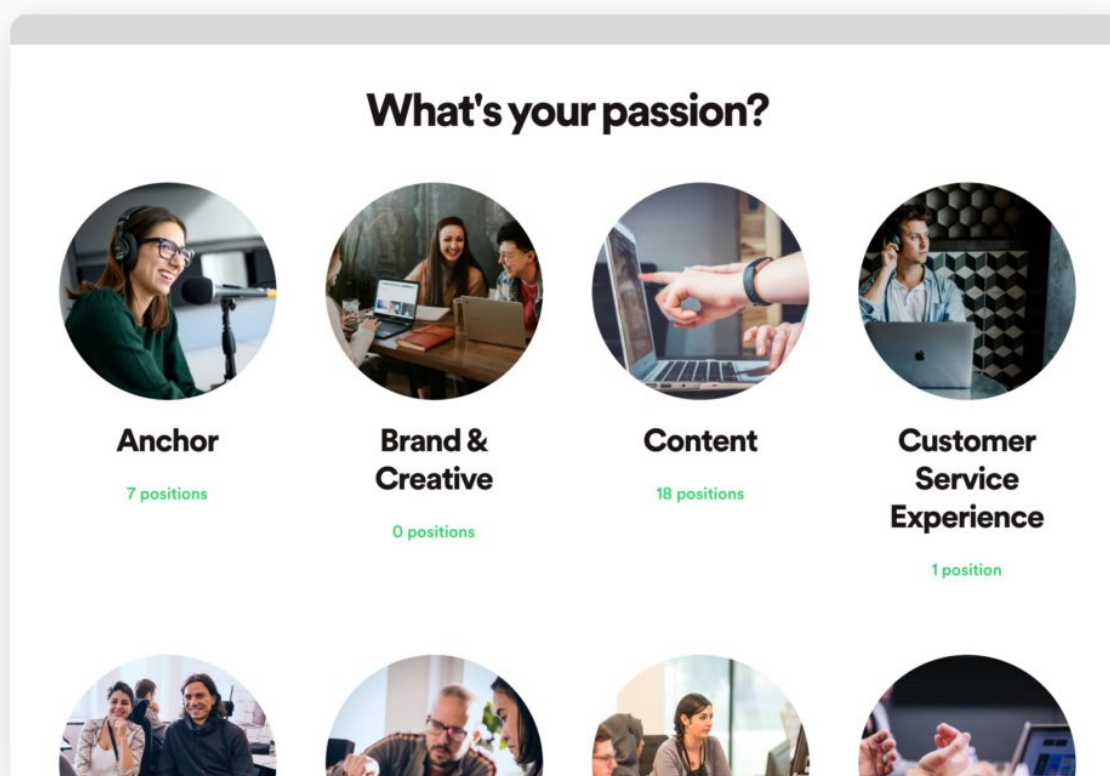 What's your passion?
Anchor
7 positions
Brand &
Creative
0 positions
Content
18 positions
Customer
Service
Experience
1 position